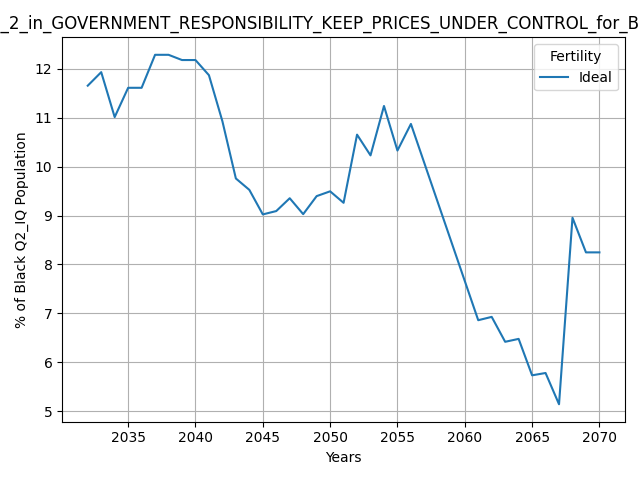 _2_in_GOVERNMENT_RESPONSIBILITY_KEEP_PRICES_UNDER_CONTROL_for_B
Fertility
Ideal
12
11
10
9
8
7
6
5
% of Black Q2_IQ Population
2035 2040 2045 2050 2055 2060 2065 2070
Years